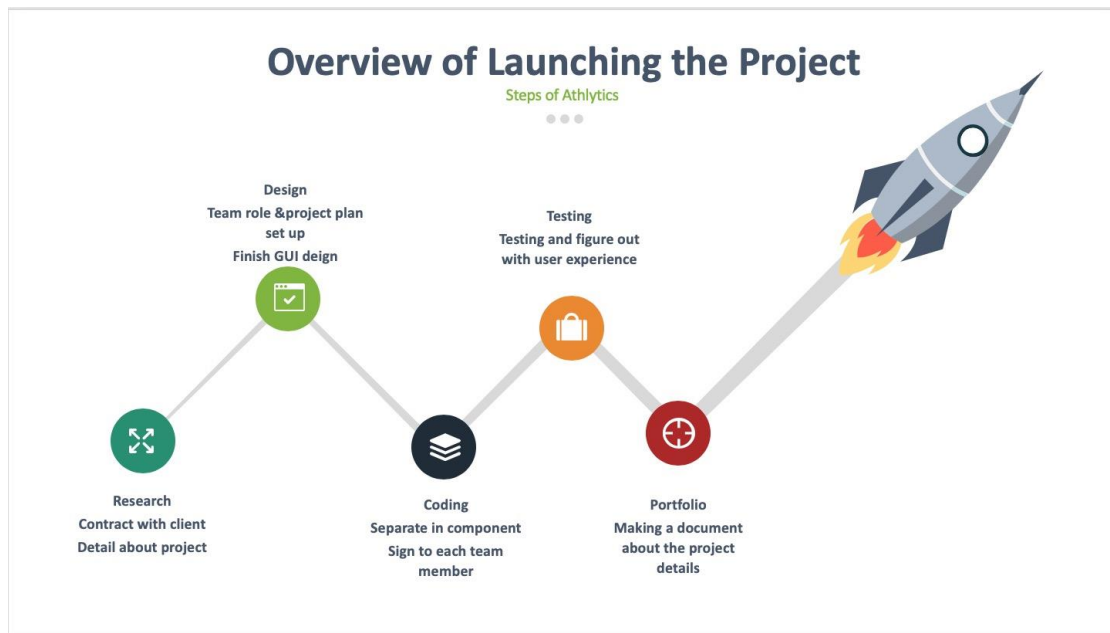 Overview of Launching the Project
Steps of Athlytics
Design
Team role &project plan
set up
Finish GUI deign
Testing
Testing and figure out
with user experience
Research
Contract with client
Detail about project
Coding
Separate in component
Sign to each team
member
Portfolio
Making a document
about the project
details